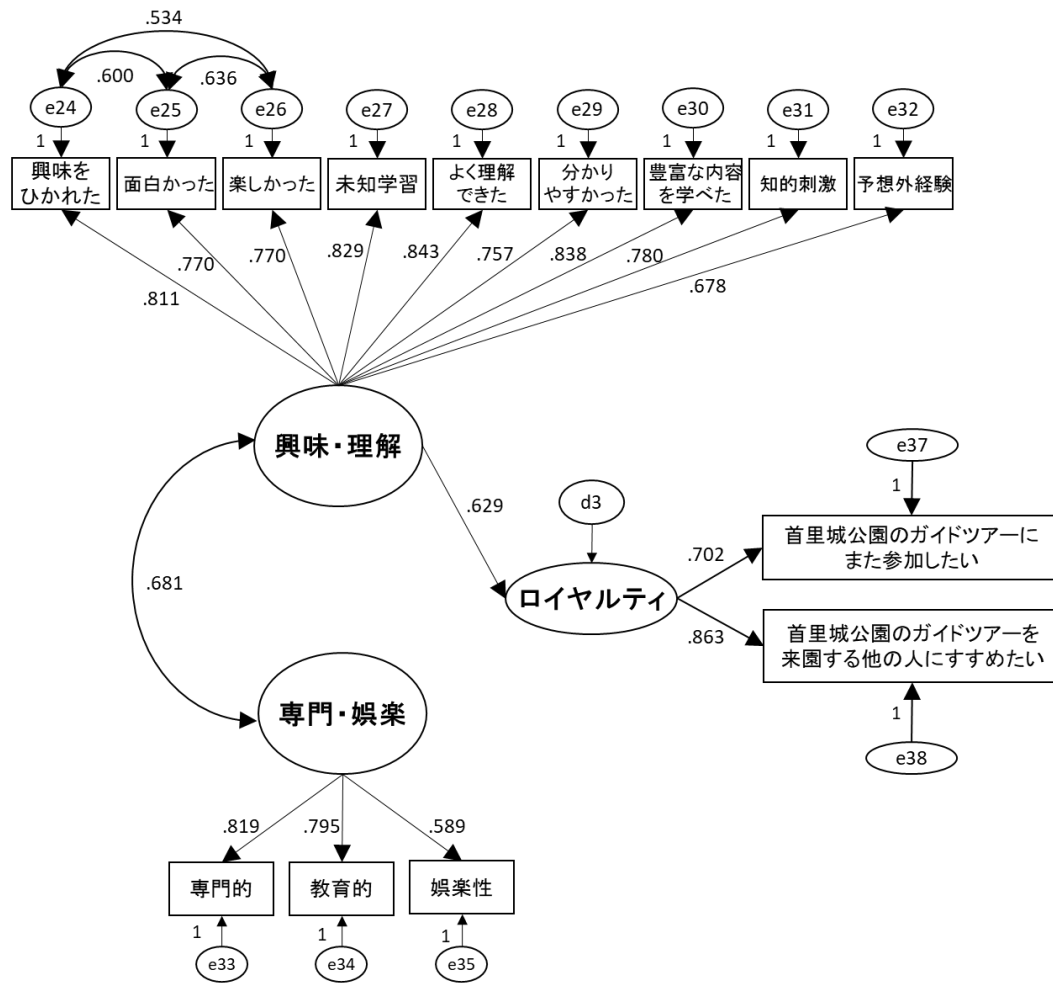 .534
.600
.636
e24
e25
e26
e27
e28
e29
e30
e31
e32
1
1
1
1
1
1
1
1
1
興味を
ひかれた
面白かった
楽しかった
未知学習
よく理解
できた
分かり
やすかった
豊富な内容
を学べた
知的刺激
予想外経験
.811
.770
.770
.829
.843
.757
.838
.780
.678
興味・理解
.681
.629
d3
ロイヤルティ
e37
1
.702
首里城公園のガイドツアーに
また参加したい
.863
首里城公園のガイドツアーを
来園する他の人にすすめたい
1
e38
専門・娯楽
.819
.795
.589
専門的
教育的
娯楽性
1
1
1
e33
e34
e35